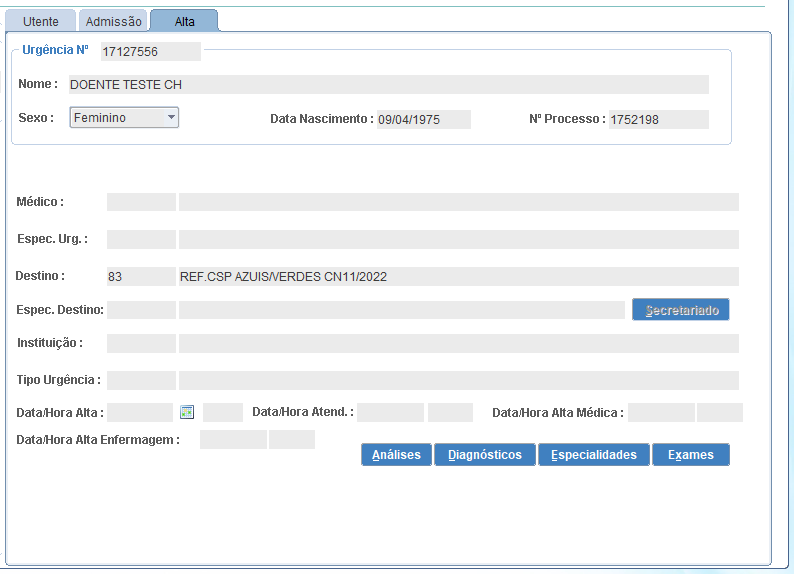 Utente Admissão Alta
Urgência Nº 17127556
Nome : DOENTE TESTE CH
Sexo : Feminino Data Nascimento : 09/04/1975 Nº Processo : 1752198
Médico :
Espec. Urg. :
Destino : 83 REF.CSP AZUIS/VERDES CN11/2022
Espec. Destino: Secretariado
Instituição :
Tipo Urgência :
Data/Hora Alta : Data/Hora Atend. : Data/Hora Alta Médica :
Data/Hora Alta Enfermagem :
Análises Diagnósticos Especialidades Exames